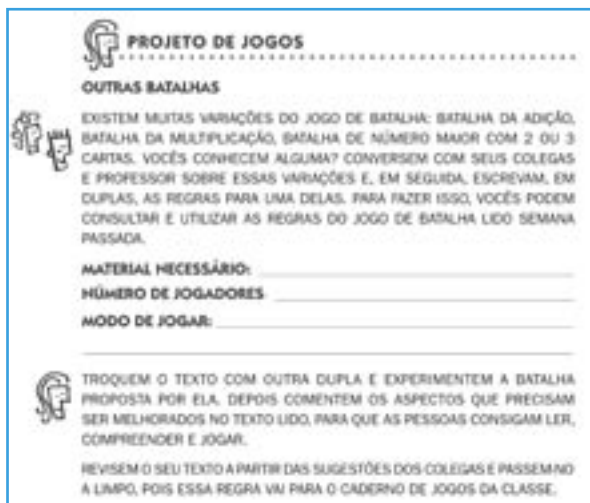 PROJETO DE JOGOS
OUTRAS BATALHAS
EXISTEM MUITAS VARIAÇÕES DO JOGO DE BATALHA: BATALHA DA ADIÇÃO,
BATALHA DA MULTIPLICAÇÃO, BATALHA DE NÚMERO MAIOR COM 2 OU 3
CARTAS. VOCÊS CONHECEM ALGUMA? CONVERSEM COM SEUS COLEGAS
E PROFESSOR SOBRE ESSAS VARIAÇÕES E, EM SEGUIDA, ESCREVAM, EM
DUPLAS, AS REGRAS PARA UMA DELAS. PARA FAZER ISSO, VOCÊS PODEM
CONSULTAR E UTILIZAR AS REGRAS DO JOGO DE BATALHA LIDO SEMANA
PASSADA.
MATERIAL NECESSÁRIO:
NÚMERO DE JOGADORES
MODO DE JOGAR:
TROQUEM O TEXTO COM OUTRA DUPLA E EXPERIMENTEM A BATALHA
PROPOSTA POR ELA. DEPOIS COMENTEM OS ASPECTOS QUE PRECISAM
SER MELHORADOS NO TEXTO LIDO, PARA QUE AS PESSOAS CONSIGAM LER,
COMPREENDER E JOGAR.
REVISEM O SEU TEXTO A PARTIR DAS SUGESTÕES DOS COLEGAS E PASSEM-NO
A LIMPO, POIS ESSA REGRA VAI PARA O CADERNO DE JOGOS DA CLASSE.